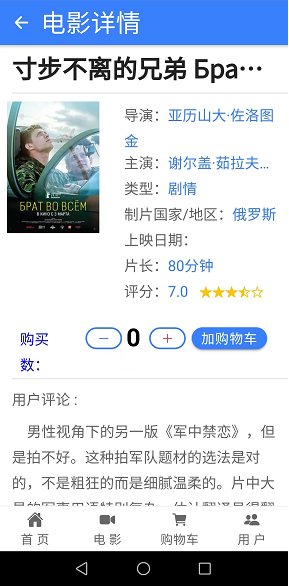 电影详情
寸步不离的兄弟 Бра…
导演：亚历山大·佐洛图
金
主演：谢尔盖·茹拉夫…
类型：剧情
制片国家/地区：俄罗斯
上映日期：
片长：80分钟
评分：7.0
БРАТ ВО ВСЁМ
В КИНО С 3 МАРТА
购买
数：
0
加购物车
用户评论：
男性视角下的另一版《军中禁恋》，但
是拍不好。这种拍军队题材的选法是对
的，不是粗狂的而是细腻温柔的。片中大
首页
电影
购物车
用户